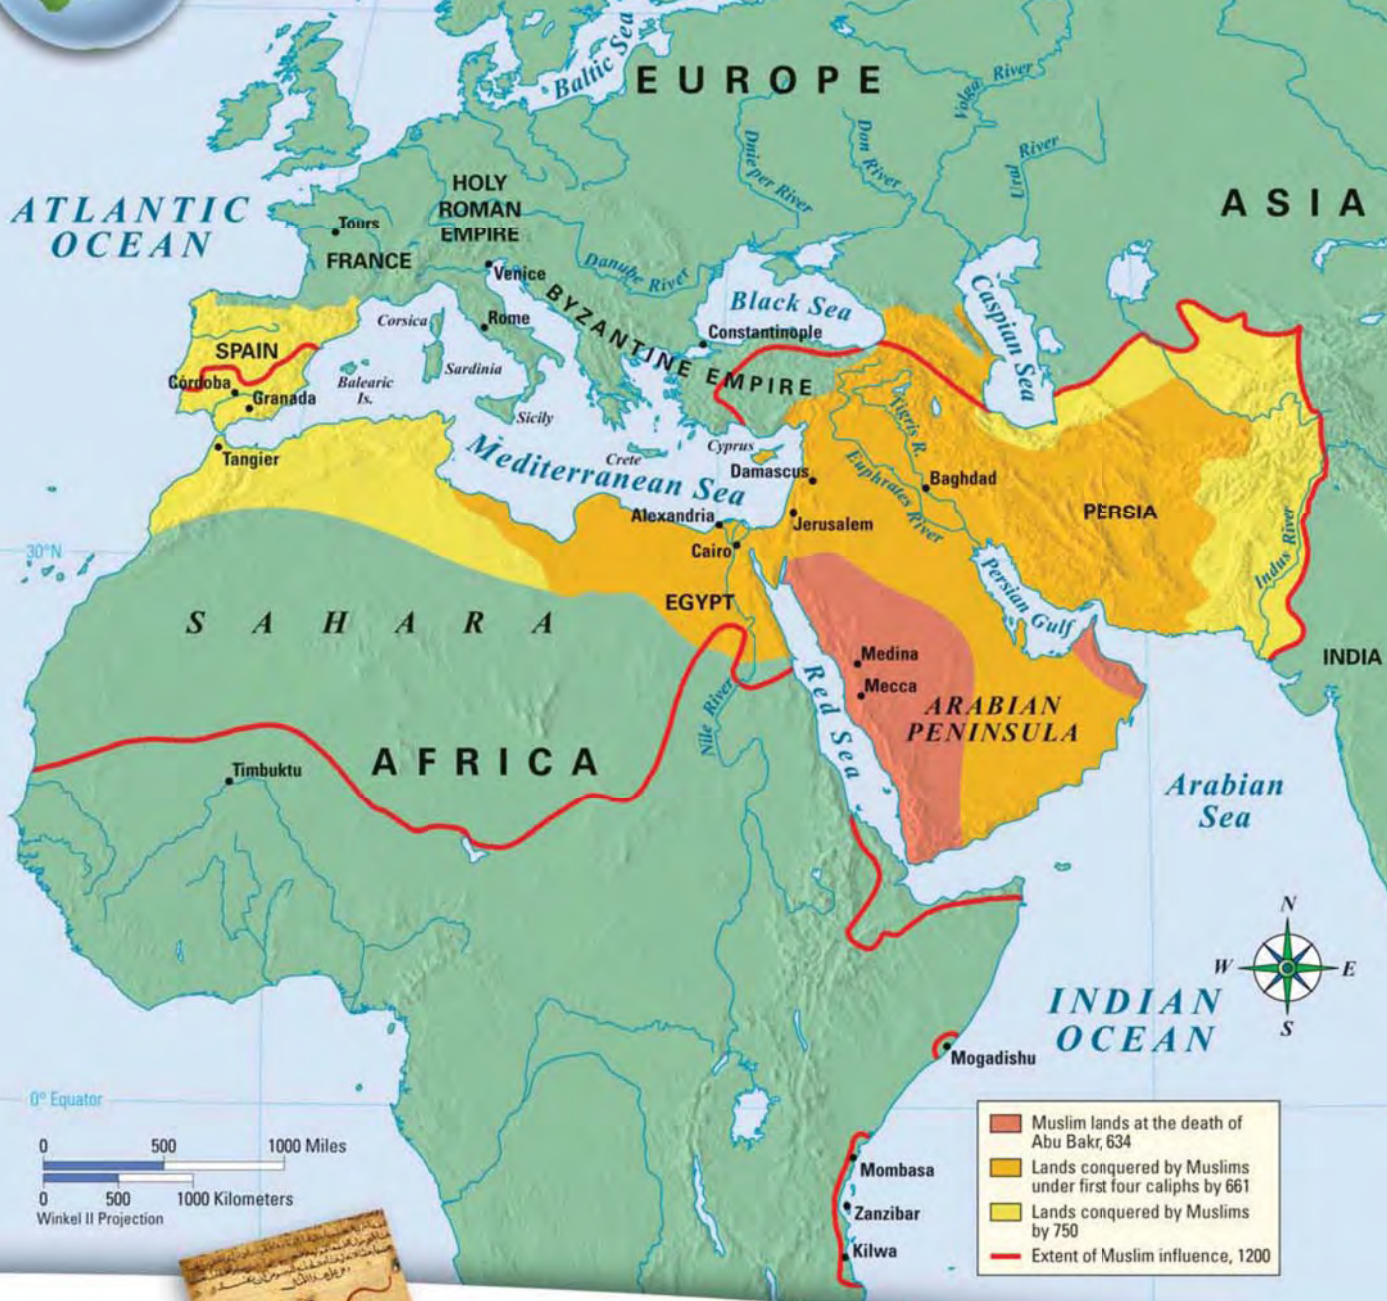 Baltic Sea
EUROPE
Volga River
Dnieper River
Don River
Ural River
ASIA
ATLANTIC
OCEAN
HOLY
ROMAN
EMPIRE
Tours
FRANCE
Venice
Danube River
Black Sea
Caspian Sea
BYZANTINE EMPIRE
Corsica
Rome
Constantinople
SPAIN
Sardinia
Córdoba
Balearic
Is.
Granada
Sicily
Tangier
Mediterranean Sea
Crete
Cyprus
Damascus
Tigris R.
Euphrates River
Baghdad
PERSIA
Alexandria
Jerusalem
Cairo
Indus River
30°N
Persian Gulf
EGYPT
SAHARA
INDIA
Medina
Mecca
Red Sea
Nile River
ARABIAN
PENINSULA
AFRICA
Timbuktu
Arabian
Sea
N
W
E
S
INDIAN
OCEAN
Mogadishu
0° Equator
0 500 1000 Miles
0 500 1000 Kilometers
Winkel II Projection
Mombasa
Zanzibar
Kilwa
Muslim lands at the death of
Abu Bakr, 634
Lands conquered by Muslims
under first four caliphs by 661
Lands conquered by Muslims
by 750
Extent of Muslim influence, 1200